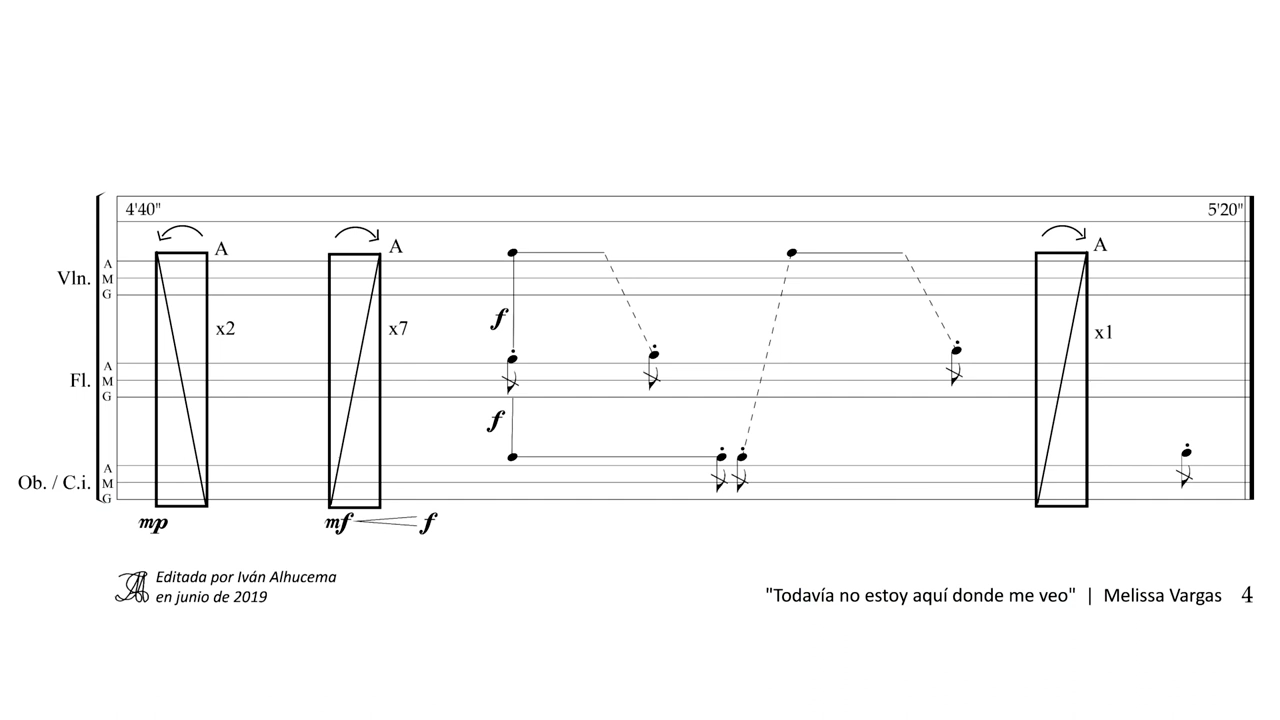 4'40" 5'20"
A A A
Vln. A
M
G
f
x2 x7 x1
Fl. A
M
G
f
Ob. / C.i. A
M
G
mp mf f
Editada por Iván Alhucema
en junio de 2019
"Todavía no estoy aquí donde me veo" | Melissa Vargas 4